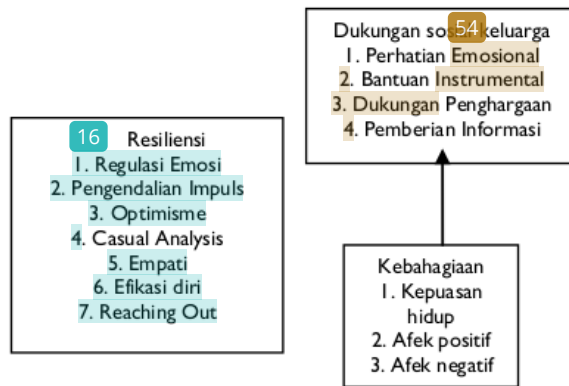 16
Resiliensi
1. Regulasi Emosi
2. Pengendalian Impuls
3. Optimisme
4. Casual Analysis
5. Empati
6. Efikasi diri
7. Reaching Out
54
Dukungan sosial keluarga
1. Perhatian Emosional
2. Bantuan Instrumental
3. Dukungan Penghargaan
4. Pemberian Informasi
Kebahagiaan
1. Kepuasan
hidup
2. Afek positif
3. Afek negatif